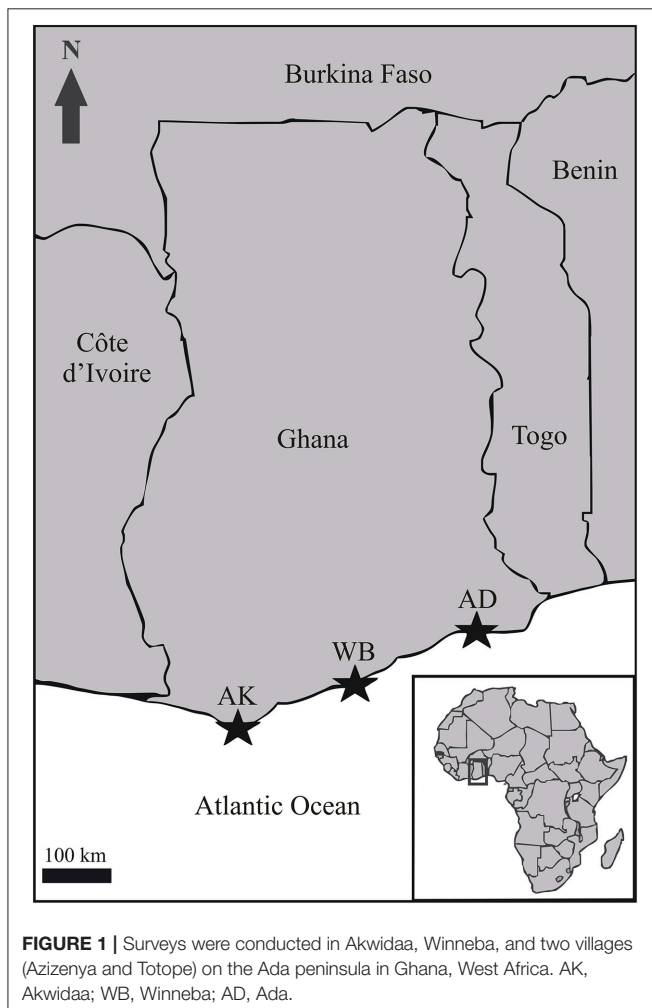 N
Burkina Faso
Benin
Côte
d’Ivoire
Ghana
Togo
AD
WB
AK
Atlantic Ocean
100 km
FIGURE 1 | Surveys were conducted in Akwidaa, Winneba, and two villages
(Azizenya and Totope) on the Ada peninsula in Ghana, West Africa. AK,
Akwidaa; WB, Winneba; AD, Ada.